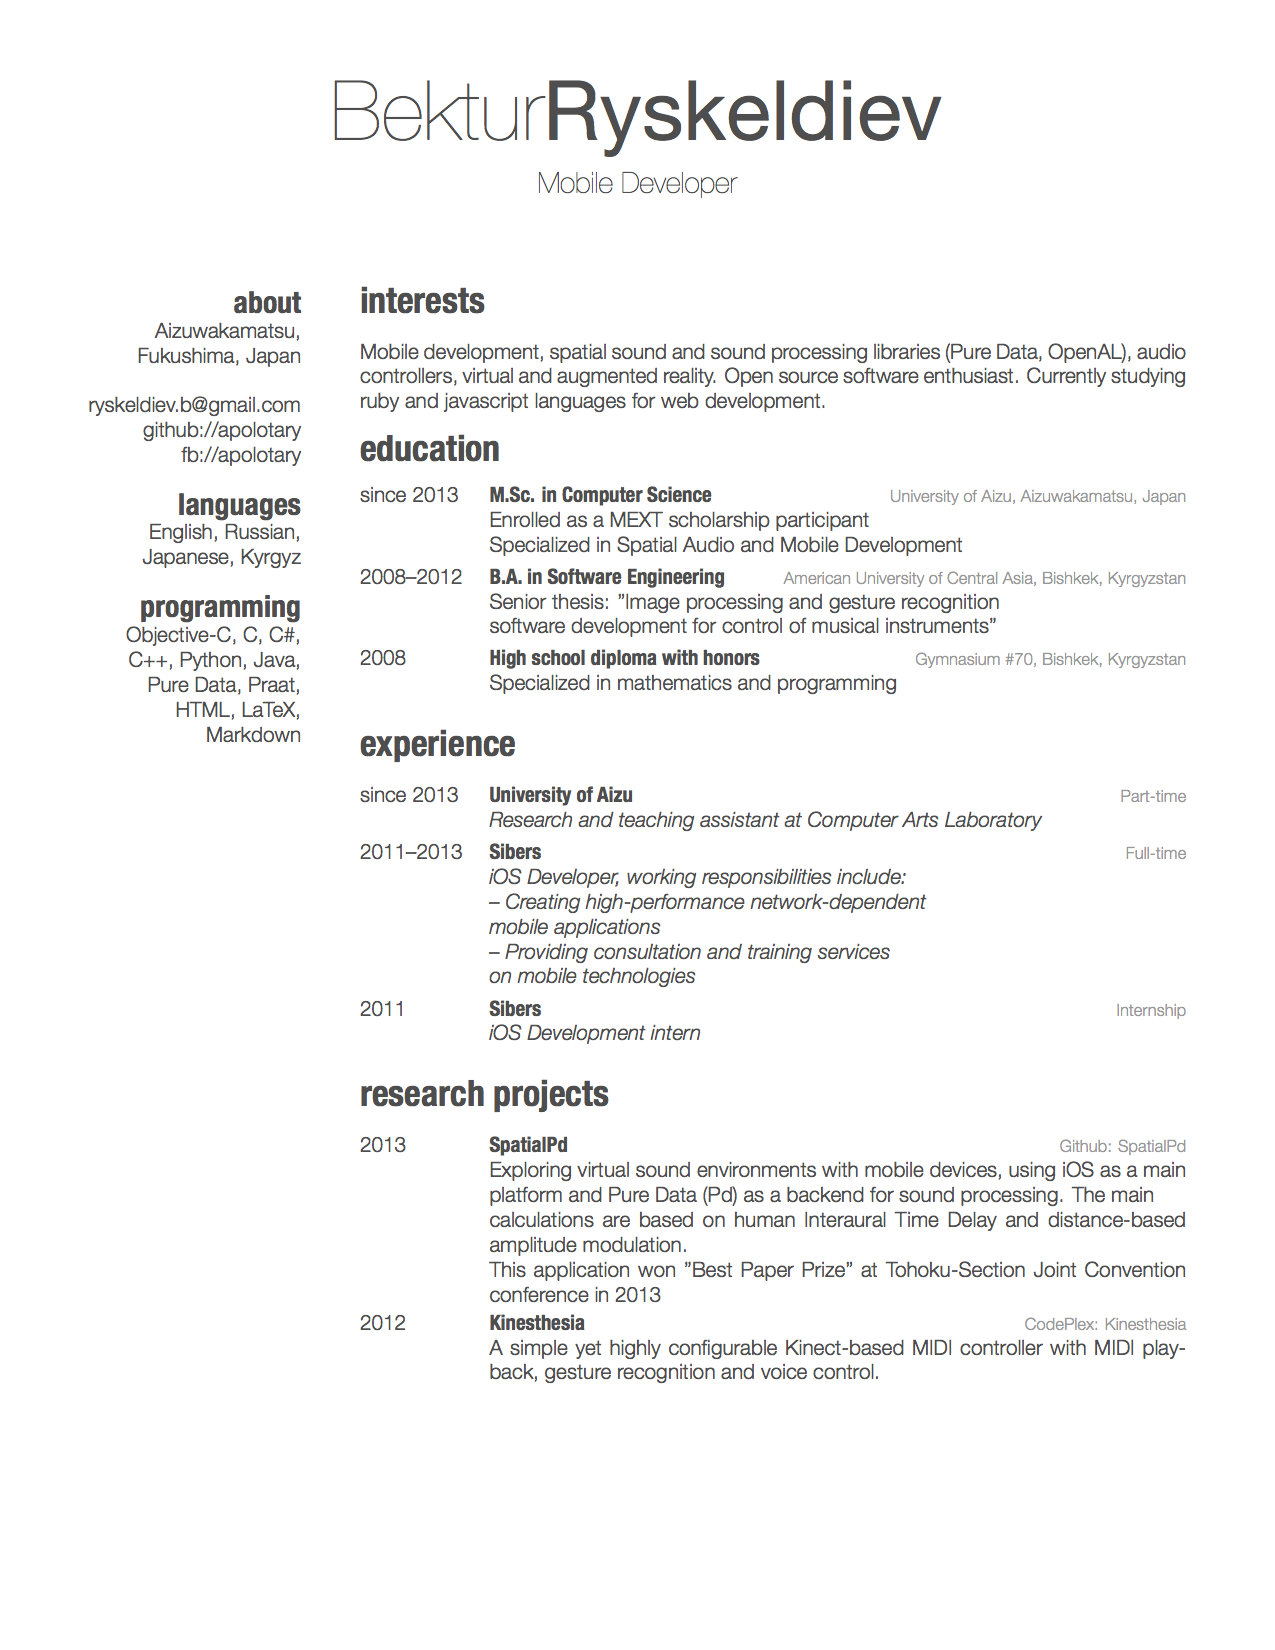 BekturRyskeldiev
Mobile Developer
about
Aizuwakamatsu,
Fukushima, Japan
ryskeldiev.b@gmail.com
github://apolotary
fb://apolotary
languages
English, Russian,
Japanese, Kyrgyz
programming
Objective-C, C, C#,
C++, Python, Java,
Pure Data, Praat,
HTML, LaTeX,
Markdown
interests
Mobile development, spatial sound and sound processing libraries (Pure Data, OpenAL), audio
controllers, virtual and augmented reality. Open source software enthusiast. Currently studying
ruby and javascript languages for web development.
education
since 2013 M.Sc. in Computer Science University of Aizu, Aizuwakamatsu, Japan
Enrolled as a MEXT scholarship participant
Specialized in Spatial Audio and Mobile Development
2008–2012 B.A. in Software Engineering American University of Central Asia, Bishkek, Kyrgyzstan
Senior thesis: ”Image processing and gesture recognition
software development for control of musical instruments”
2008 High school diploma with honors Gymnasium #70, Bishkek, Kyrgyzstan
Specialized in mathematics and programming
experience
since 2013 University of Aizu Part-time
Research and teaching assistant at Computer Arts Laboratory
2011–2013 Sibers Full-time
iOS Developer, working responsibilities include:
– Creating high-performance network-dependent
mobile applications
– Providing consultation and training services
on mobile technologies
2011 Sibers Internship
iOS Development intern
research projects
2013 SpatialPd Github: SpatialPd
Exploring virtual sound environments with mobile devices, using iOS as a main
platform and Pure Data (Pd) as a backend for sound processing. The main
calculations are based on human Interaural Time Delay and distance-based
amplitude modulation.
This application won ”Best Paper Prize” at Tohoku-Section Joint Convention
conference in 2013
2012 Kinesthesia CodePlex: Kinesthesia
A simple yet highly configurable Kinect-based MIDI controller with MIDI play-
back, gesture recognition and voice control.